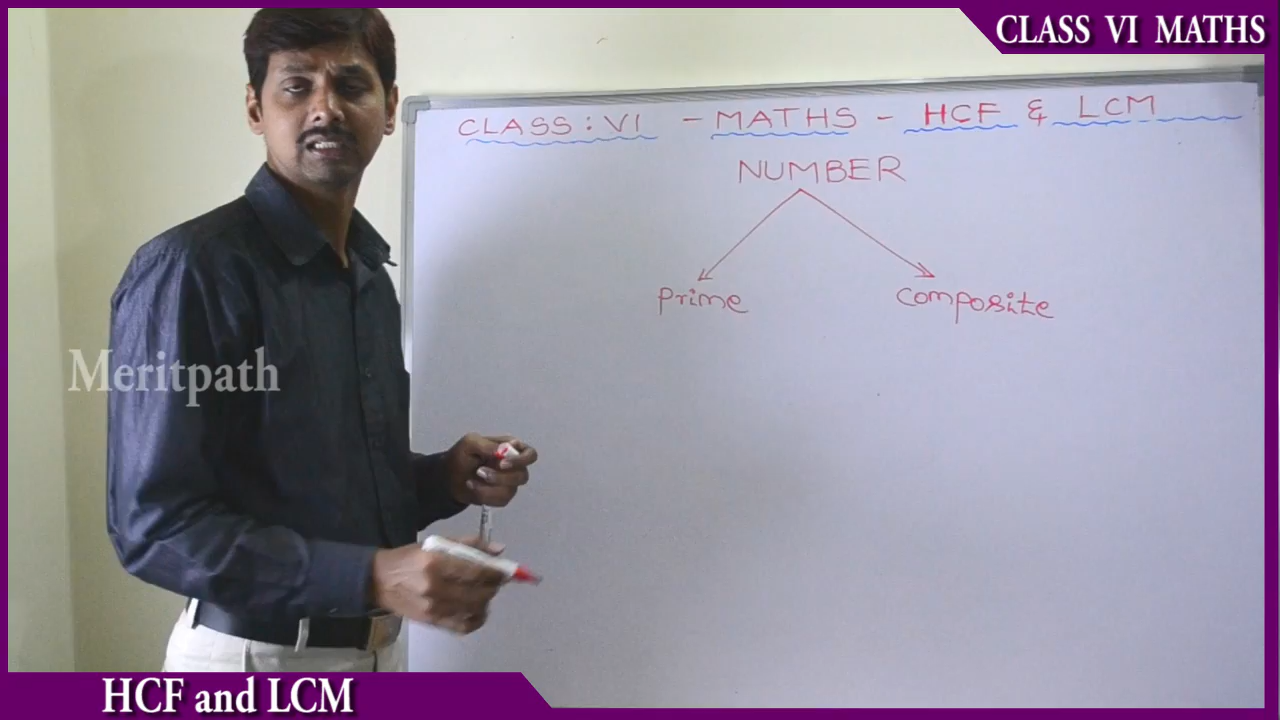 CLASS VI MATHS
CLASS : VI - MATHS - HCF & LCM
NUMBER
Prime
Composite
Meritpath
HCF and LCM